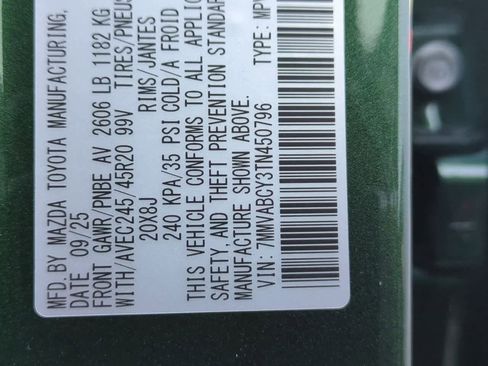 MFD. BY MAZDA TOYOTA MANUFACTURING,
DATE 09/25
FRONT GAWR/PNBE AV 2606 LB 1182 KG
WITH/AVEC245/45R20 99V TIRES/PNEUS
20X8J RIMS/JANTES
240 KPA/35 PSI COLD/A FROID
THIS VEHICLE CONFORMS TO ALL APPLIC
SAFETY, AND THEFT PREVENTION STANDAR
MANUFACTURE SHOWN ABOVE.
VIN: 7MMVABCY3TN450796 TYPE: MPV